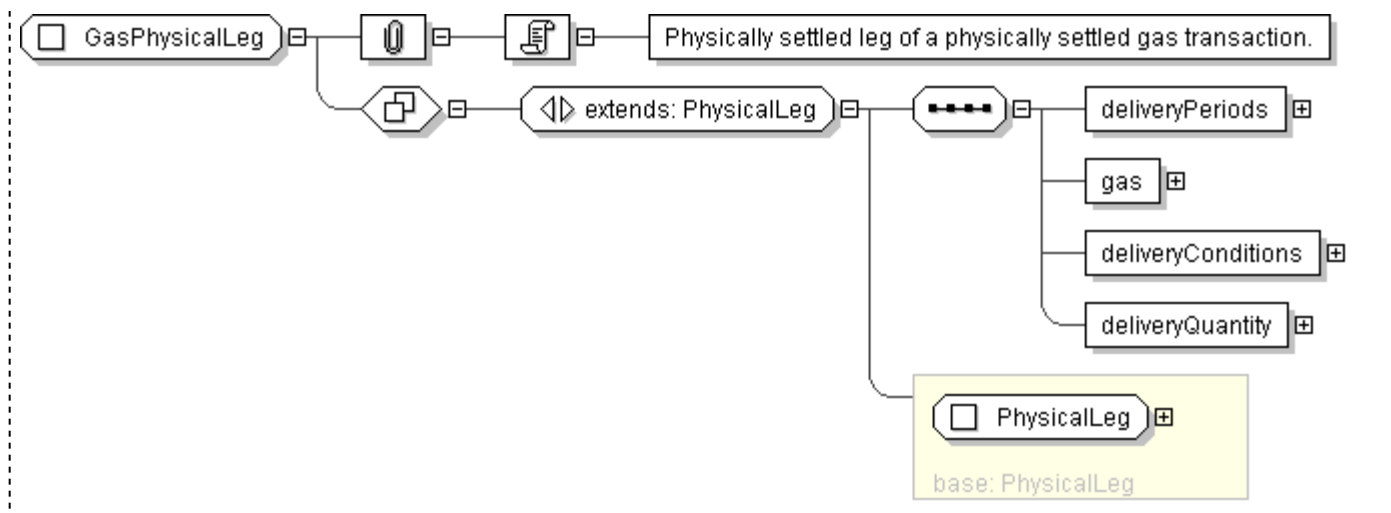 GasPhysicalLeg
Physically settled leg of a physically settled gas transaction.
extends: PhysicalLeg
deliveryPeriods
gas
deliveryConditions
deliveryQuantity
PhysicalLeg
base: PhysicalLeg